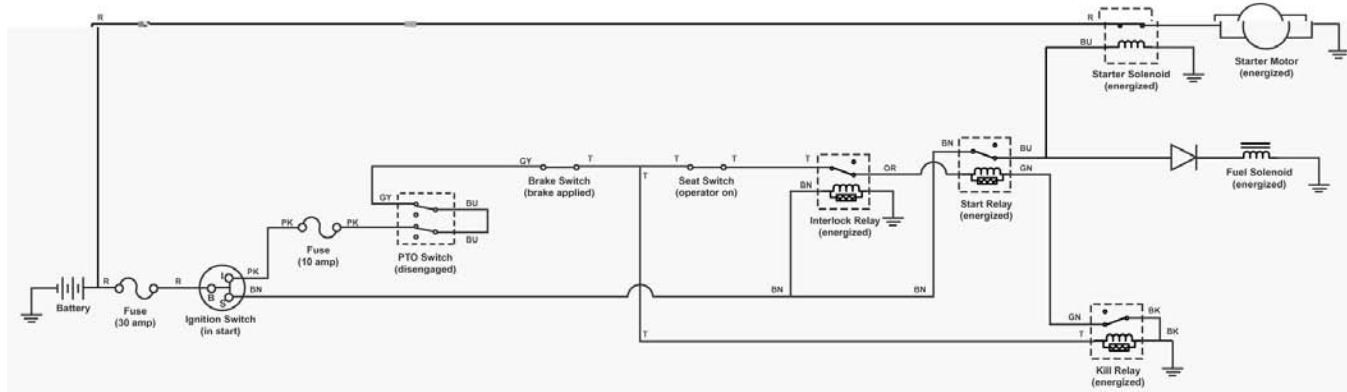 R
R
BU
Starter Solenoid
(energized)
Starter Motor
(energized)
GY
T
T
T
T
OR
BN
BU
Brake Switch
(brake applied)
T
Seat Switch
(operator on)
BN
GN
Fuel Solenoid
(energized)
GY
BU
Interlock Relay
(energized)
Start Relay
(energized)
PK
PK
BU
Fuse
(10 amp)
PTO Switch
(disengaged)
R
R
I
B
S
PK
BN
BN
BN
Battery
Fuse
(30 amp)
Ignition Switch
(in start)
GN
BK
T
BK
Kill Relay
(energized)